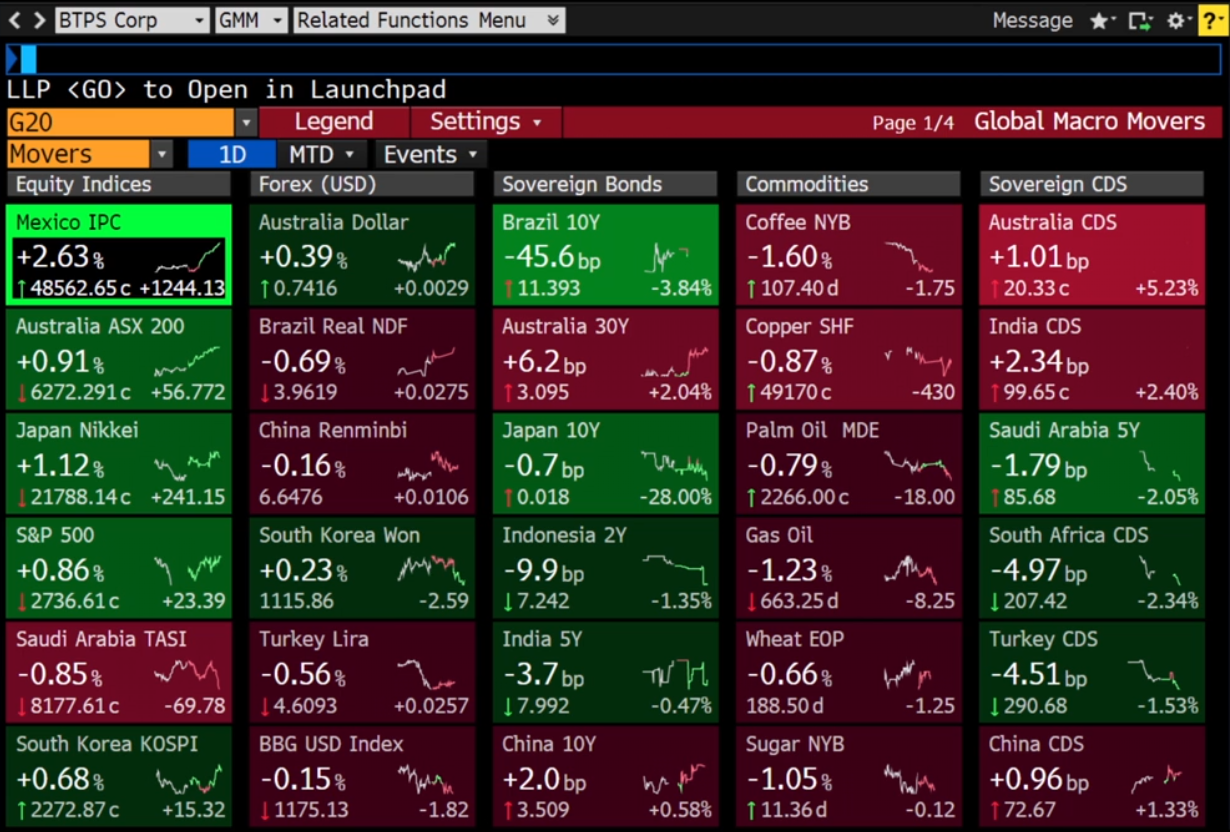 BTPS Corp GMM Related Functions Menu Message ?
LLP <GO> to Open in Launchpad
G20 Legend Settings Page 1/4 Global Macro Movers
Movers 1D MTD Events
Equity Indices Forex (USD) Sovereign Bonds Commodities Sovereign CDS
Mexico IPC Australia Dollar Brazil 10Y Coffee NYB Australia CDS
+2.63% +0.39% -45.6bp -1.60% +1.01bp
↑48562.65c +1244.13 ↑0.7416 +0.0029 ↑11.393 -3.84% ↑107.40d -1.75 ↑20.33c +5.23%
Australia ASX 200 Brazil Real NDF Australia 30Y Copper SHF India CDS
+0.91% -0.69% +6.2bp -0.87% +2.34bp
↓6272.291c +56.772 ↓3.9619 +0.0275 ↑3.095 +2.04% ↑49170c -430 ↑99.65c +2.40%
Japan Nikkei China Renminbi Japan 10Y Palm Oil MDE Saudi Arabia 5Y
+1.12% -0.16% -0.7bp -0.79% -1.79bp
↓21788.14c +241.15 6.6476 +0.0106 ↑0.018 -28.00% ↑2266.00c -18.00 ↑85.68 -2.05%
S&P 500 South Korea Won Indonesia 2Y Gas Oil South Africa CDS
+0.86% +0.23% -9.9bp -1.23% -4.97bp
↓2736.61c +23.39 1115.86 -2.59 ↓7.242 -1.35% ↓663.25d -8.25 ↓207.42 -2.34%
Saudi Arabia TASI Turkey Lira India 5Y Wheat EOP Turkey CDS
-0.85% -0.56% -3.7bp -0.66% -4.51bp
↓8177.61c -69.78 ↓4.6093 +0.0257 ↓7.992 -0.47% 188.50d -1.25 ↓290.68 -1.53%
South Korea KOSPI BBG USD Index China 10Y Sugar NYB China CDS
+0.68% -0.15% +2.0bp -1.05% +0.96bp
↑2272.87c +15.32 ↓1175.13 -1.82 ↑3.509 +0.58% ↑11.36d -0.12 ↑72.67 +1.33%